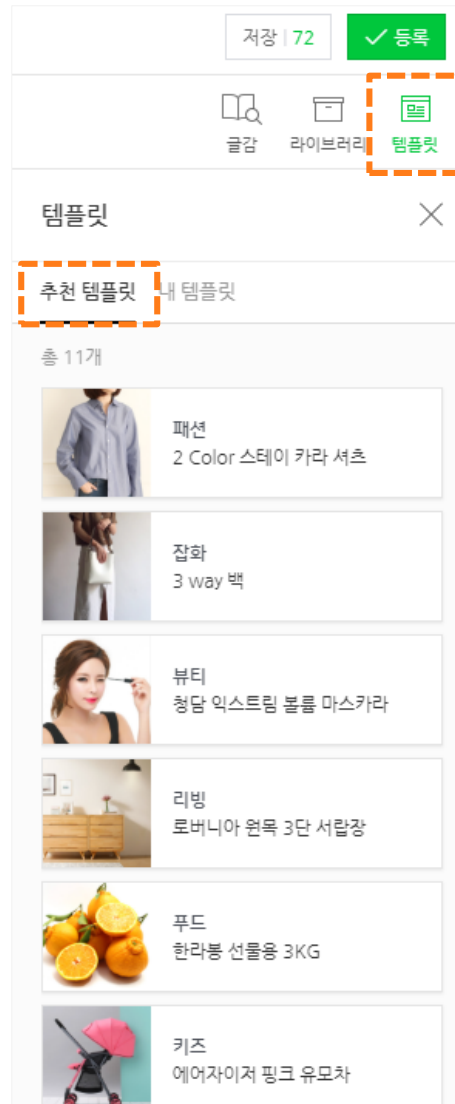 저장 | 72
등록
글감 라이브러리 템플릿
템플릿
추천 템플릿 내 템플릿
총 11개
패션
2 Color 스테이 카라 셔츠
잡화
3 way 백
뷰티
청담 익스트림 볼륨 마스카라
리빙
로버니아 원목 3단 서랍장
푸드
한라봉 선물용 3KG
키즈
에어자이저 핑크 유모차